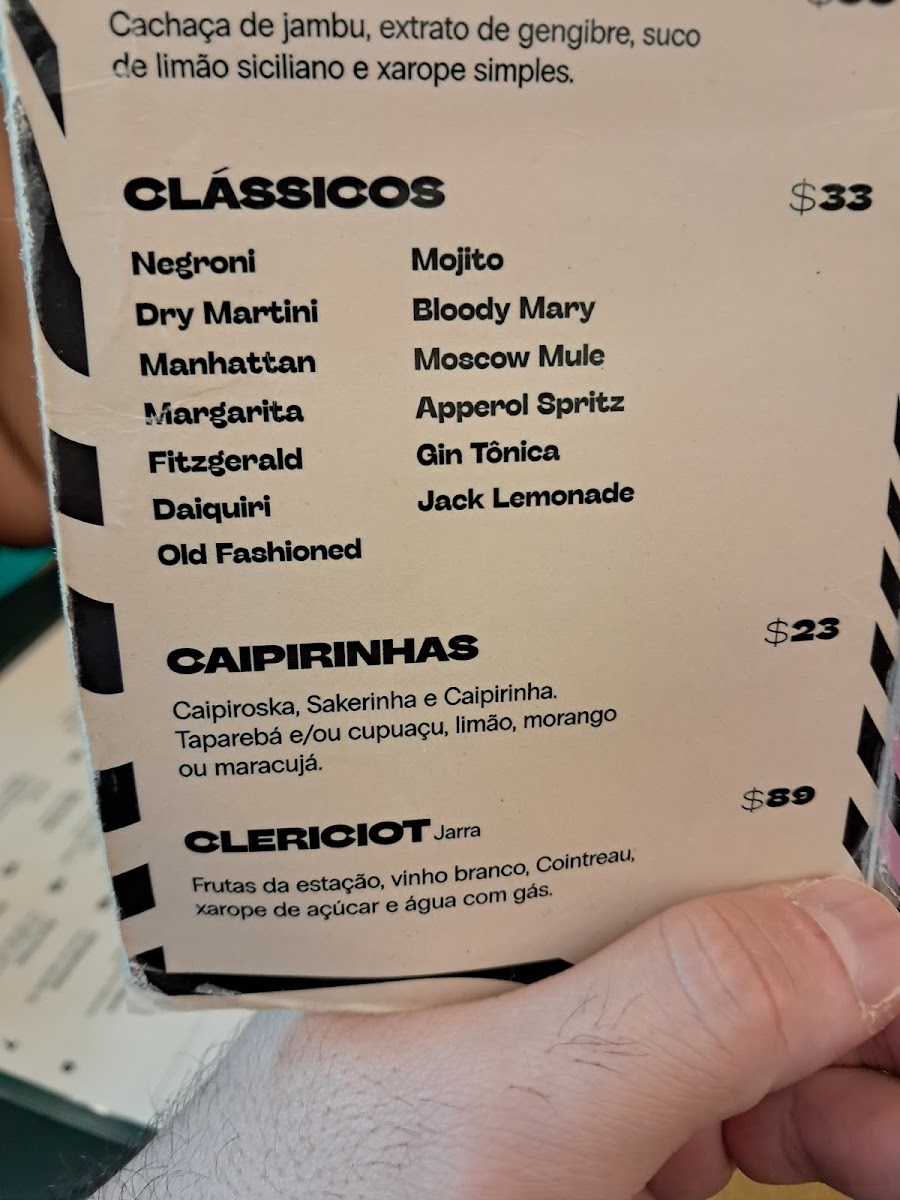 Cachaça de jambu, extrato de gengibre, suco
de limão siciliano e xarope simples.
CLÁSSICOS $33
Negroni
Dry Martini
Manhattan
Margarita
Fitzgerald
Daiquiri
Old Fashioned
Mojito
Bloody Mary
Moscow Mule
Apperol Spritz
Gin Tônica
Jack Lemonade
CAIPIRINHAS $23
Caipiroska, Sakerinha e Caipirinha.
Taparebá e/ou cupuaçu, limão, morango
ou maracujá.
CLERICIOT Jarra $89
Frutas da estação, vinho branco, Cointreau,
xarope de açúcar e água com gás.